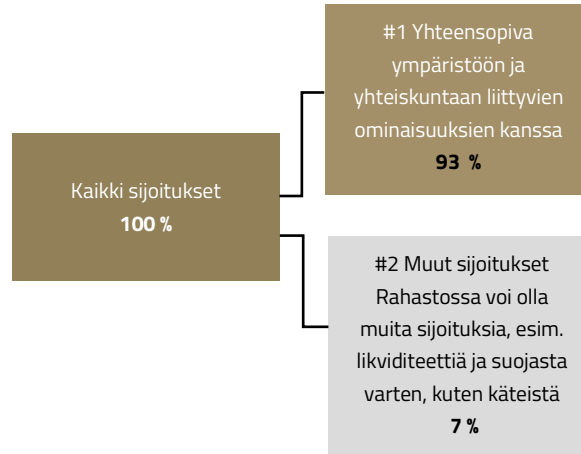 #1 Yhteensopiva
ympäristöön ja
yhteiskuntaan liittyvien
ominaisuuksien kanssa
93 %
Kaikki sijoitukset
100 %
#2 Muut sijoitukset
Rahastossa voi olla
muita sijoituksia, esim.
likviditeettiä ja suojasta
varten, kuten käteistä
7 %